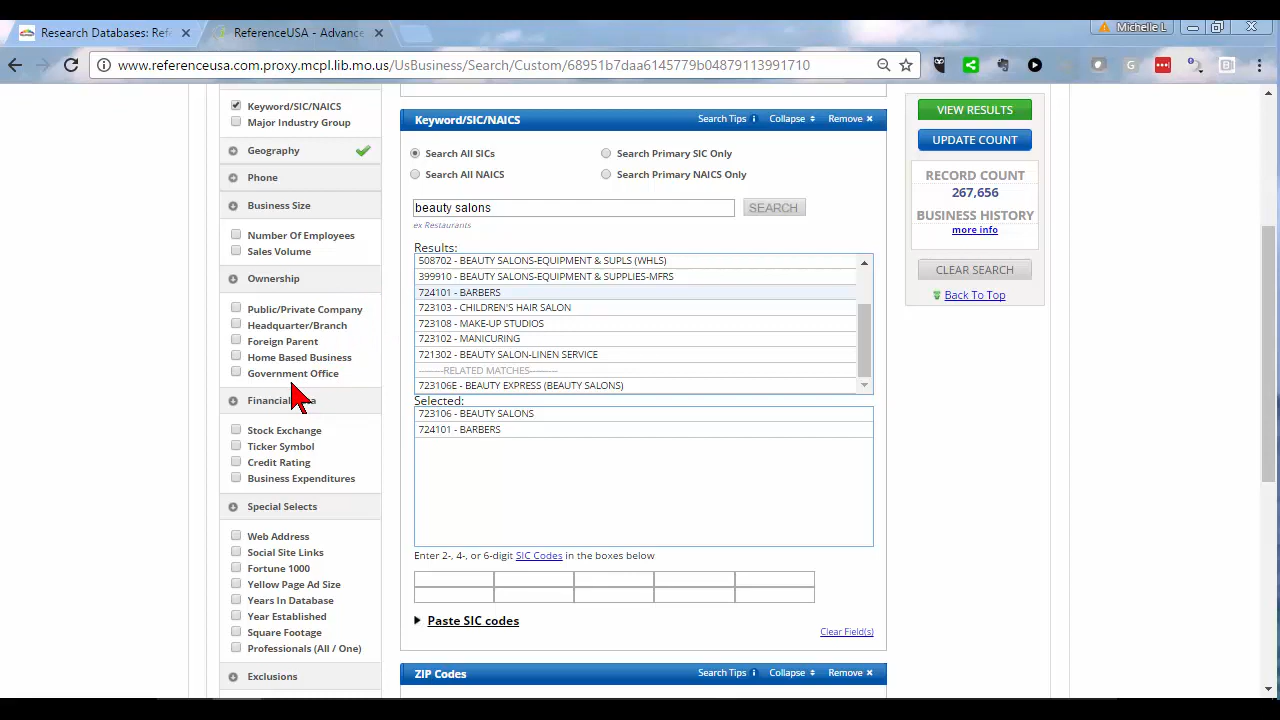 Research Databases: Refe
ReferenceUSA - Advance
Michelle L
www.referenceusa.com.proxy.mcpl.lib.mo.us/UsBusiness/Search/Custom/68951b7daa6145779b04879113991710
Keyword/SIC/NAICS
Major Industry Group
Geography
Phone
Business Size
Number Of Employees
Sales Volume
Ownership
Public/Private Company
Headquarter/Branch
Foreign Parent
Home Based Business
Government Office
Stock Exchange
Ticker Symbol
Credit Rating
Business Expenditures
Special Selects
Web Address
Social Site Links
Fortune 1000
Yellow Page Ad Size
Years In Database
Year Established
Square Footage
Professionals (All / One)
Exclusions
Keyword/SIC/NAICS
Search Tips
Collapse
Remove
Search All SICs
Search Primary SIC Only
Search All NAICS
Search Primary NAICS Only
beauty salons
SEARCH
ex Restaurants
Results:
508702 - BEAUTY SALONS-EQUIPMENT & SUPLS (WHLS)
399910 - BEAUTY SALONS-EQUIPMENT & SUPPLIES-MFRS
724101 - BARBERS
723103 - CHILDREN'S HAIR SALON
723108 - MAKE-UP STUDIOS
723102 - MANICURING
721302 - BEAUTY SALON-LINEN SERVICE
--------RELATED MATCHES--------
723106E - BEAUTY EXPRESS (BEAUTY SALONS)
Selected:
723106 - BEAUTY SALONS
724101 - BARBERS
Enter 2-, 4-, or 6-digit SIC Codes in the boxes below
Paste SIC codes
Clear Field(s)
ZIP Codes
Search Tips
Collapse
Remove
VIEW RESULTS
UPDATE COUNT
RECORD COUNT
267,656
BUSINESS HISTORY
more info
CLEAR SEARCH
Back To Top